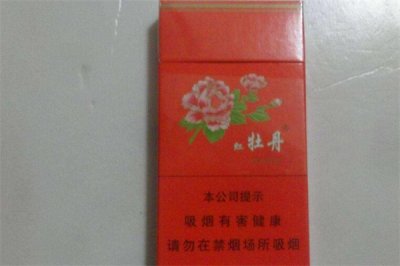 红 牡丹
本公司提示
吸烟有害健康
请勿在禁烟场所吸烟